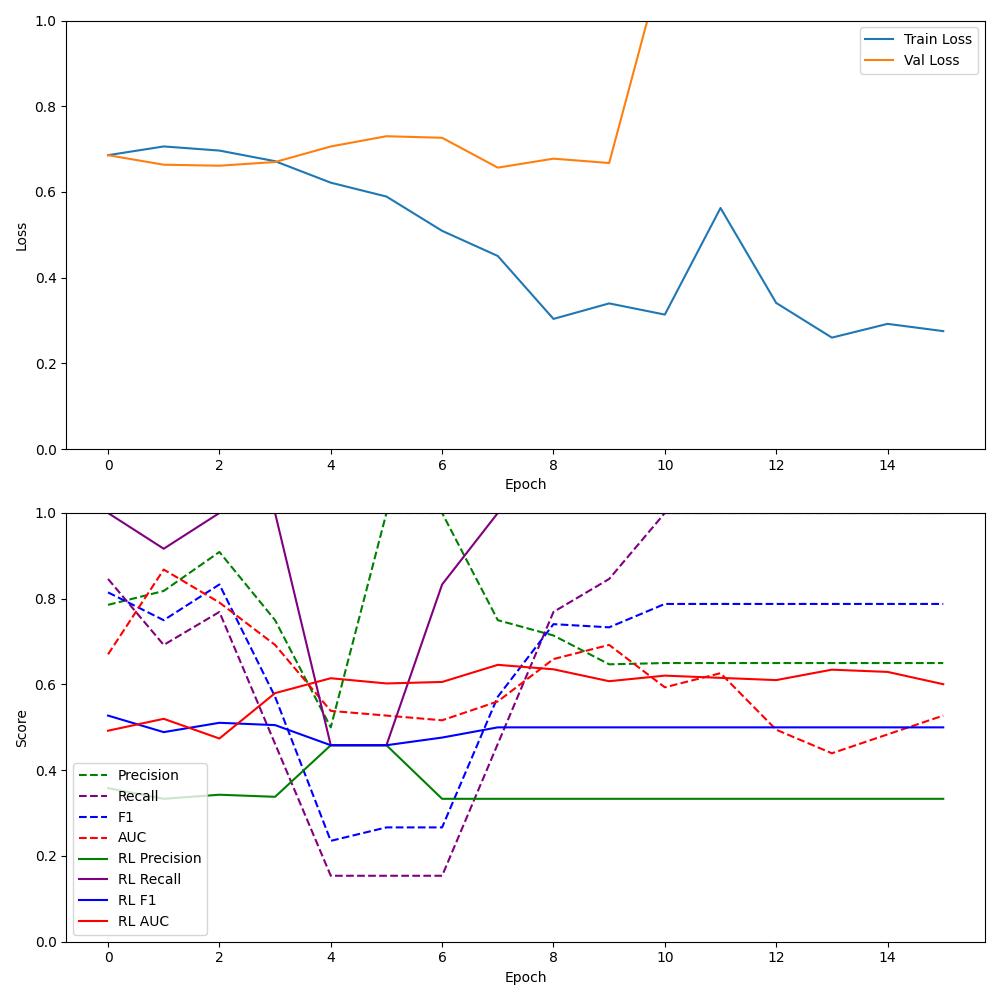 1.0
0.8
0.6
0.4
0.2
0.0
Loss
Train Loss
Val Loss
0 2 4 6 8 10 12 14
Epoch
1.0
0.8
0.6
0.4
0.2
0.0
Score
Precision
Recall
F1
AUC
RL Precision
RL Recall
RL F1
RL AUC
0 2 4 6 8 10 12 14
Epoch